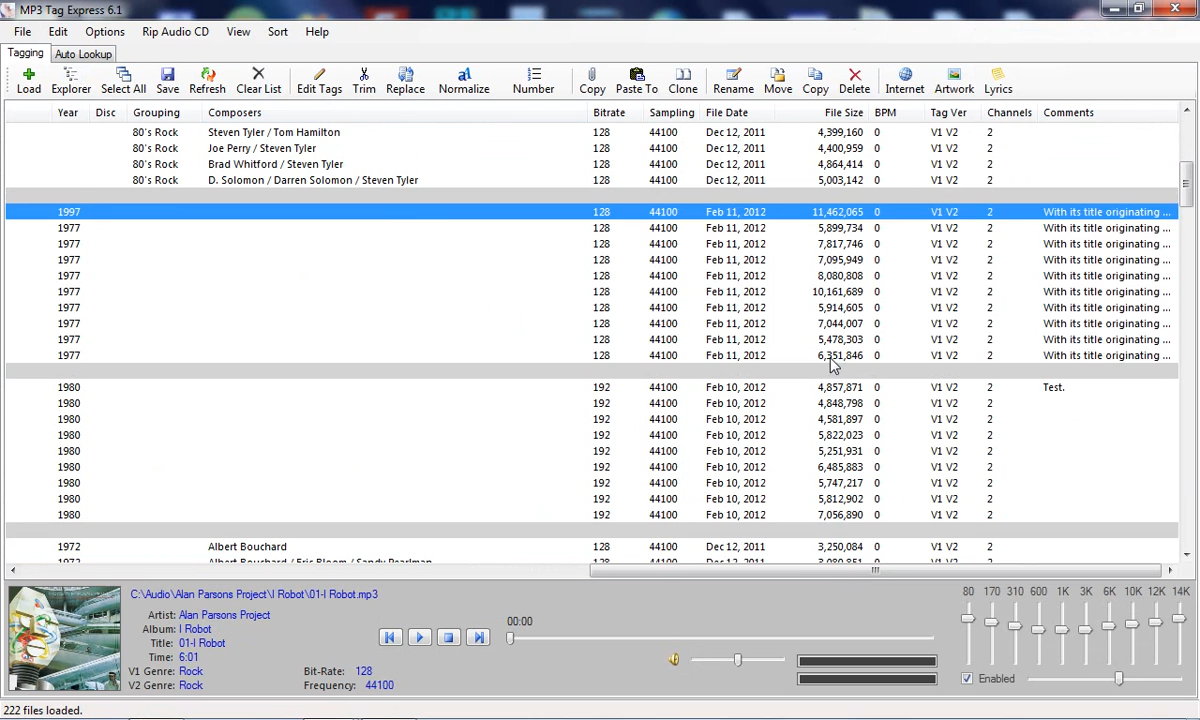 MP3 Tag Express 6.1
File Edit Options Rip Audio CD View Sort Help
Tagging Auto Lookup
Load Explorer Select All Save Refresh Clear List Edit Tags Trim Replace Normalize Number Copy Paste To Clone Rename Move Copy Delete Internet Artwork Lyrics
Year Disc Grouping Composers Bitrate Sampling File Date File Size BPM Tag Ver Channels Comments
80's Rock Steven Tyler / Tom Hamilton 128 44100 Dec 12, 2011 4,399,160 0 V1 V2 2
80's Rock Joe Perry / Steven Tyler 128 44100 Dec 12, 2011 4,400,959 0 V1 V2 2
80's Rock Brad Whitford / Steven Tyler 128 44100 Dec 12, 2011 4,864,414 0 V1 V2 2
80's Rock D. Solomon / Darren Solomon / Steven Tyler 128 44100 Dec 12, 2011 5,003,142 0 V1 V2 2
1997 128 44100 Feb 11, 2012 11,462,065 0 V1 V2 2 With its title originating ...
1977 128 44100 Feb 11, 2012 5,899,734 0 V1 V2 2 With its title originating ...
1977 128 44100 Feb 11, 2012 7,817,746 0 V1 V2 2 With its title originating ...
1977 128 44100 Feb 11, 2012 7,095,949 0 V1 V2 2 With its title originating ...
1977 128 44100 Feb 11, 2012 8,080,808 0 V1 V2 2 With its title originating ...
1977 128 44100 Feb 11, 2012 10,161,689 0 V1 V2 2 With its title originating ...
1977 128 44100 Feb 11, 2012 5,914,605 0 V1 V2 2 With its title originating ...
1977 128 44100 Feb 11, 2012 7,044,007 0 V1 V2 2 With its title originating ...
1977 128 44100 Feb 11, 2012 5,478,303 0 V1 V2 2 With its title originating ...
1977 128 44100 Feb 11, 2012 6,351,846 0 V1 V2 2 With its title originating ...
1980 192 44100 Feb 10, 2012 4,857,871 0 V1 V2 2 Test.
1980 192 44100 Feb 10, 2012 4,848,798 0 V1 V2 2
1980 192 44100 Feb 10, 2012 4,581,897 0 V1 V2 2
1980 192 44100 Feb 10, 2012 5,822,023 0 V1 V2 2
1980 192 44100 Feb 10, 2012 5,251,931 0 V1 V2 2
1980 192 44100 Feb 10, 2012 6,485,883 0 V1 V2 2
1980 192 44100 Feb 10, 2012 5,747,217 0 V1 V2 2
1980 192 44100 Feb 10, 2012 5,812,902 0 V1 V2 2
1980 192 44100 Feb 10, 2012 7,056,890 0 V1 V2 2
1972 Albert Bouchard 128 44100 Dec 12, 2011 3,250,084 0 V1 V2 2
1972 Albert Bouchard / Eric Bloom / Sandy Pearlman 128 44100 Dec 12, 2011 V1 V2 2
C:\Audio\Alan Parsons Project\I Robot\01-I Robot.mp3
Artist: Alan Parsons Project
Album: I Robot
Title: 01-I Robot
Time: 6:01
V1 Genre: Rock Bit-Rate: 128
V2 Genre: Rock Frequency: 44100
00:00
80 170 310 600 1K 3K 6K 10K 12K 14K
Enabled
222 files loaded.